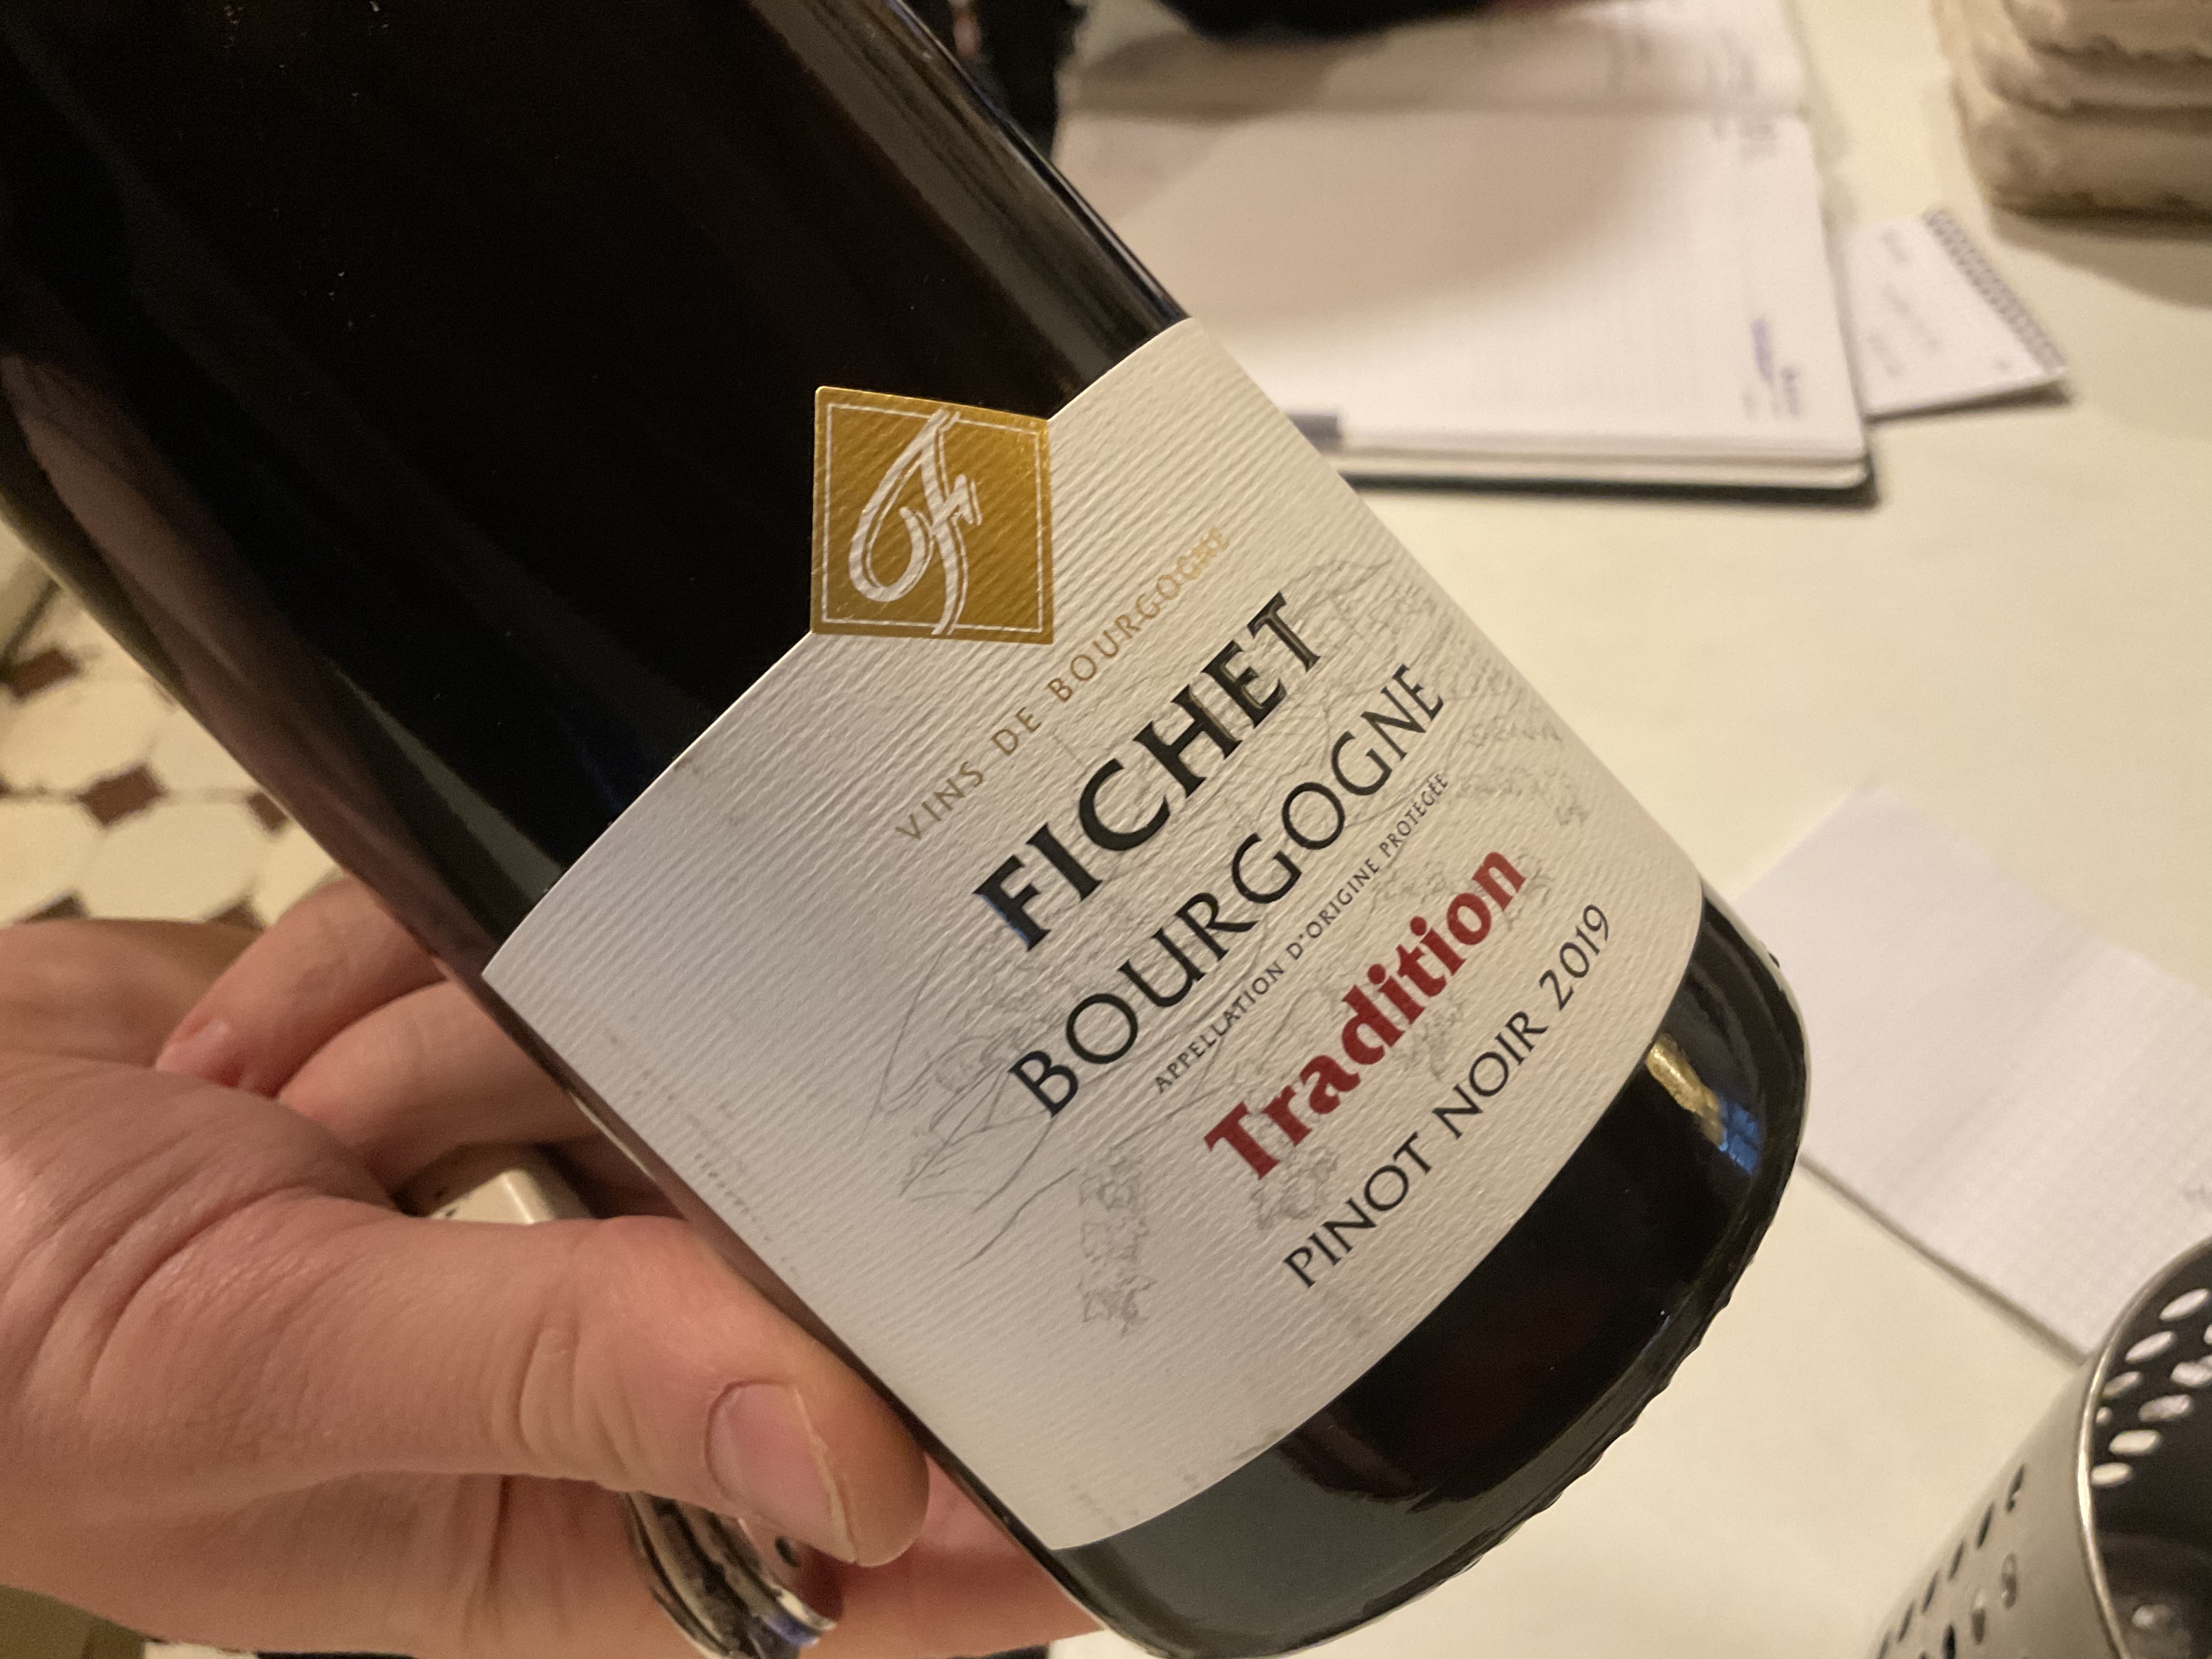 F
VINS DE BOURGOGNE
FICHET
BOURGOGNE
APPELLATION D'ORIGINE PROTÉGÉE
Tradition
PINOT NOIR 2019